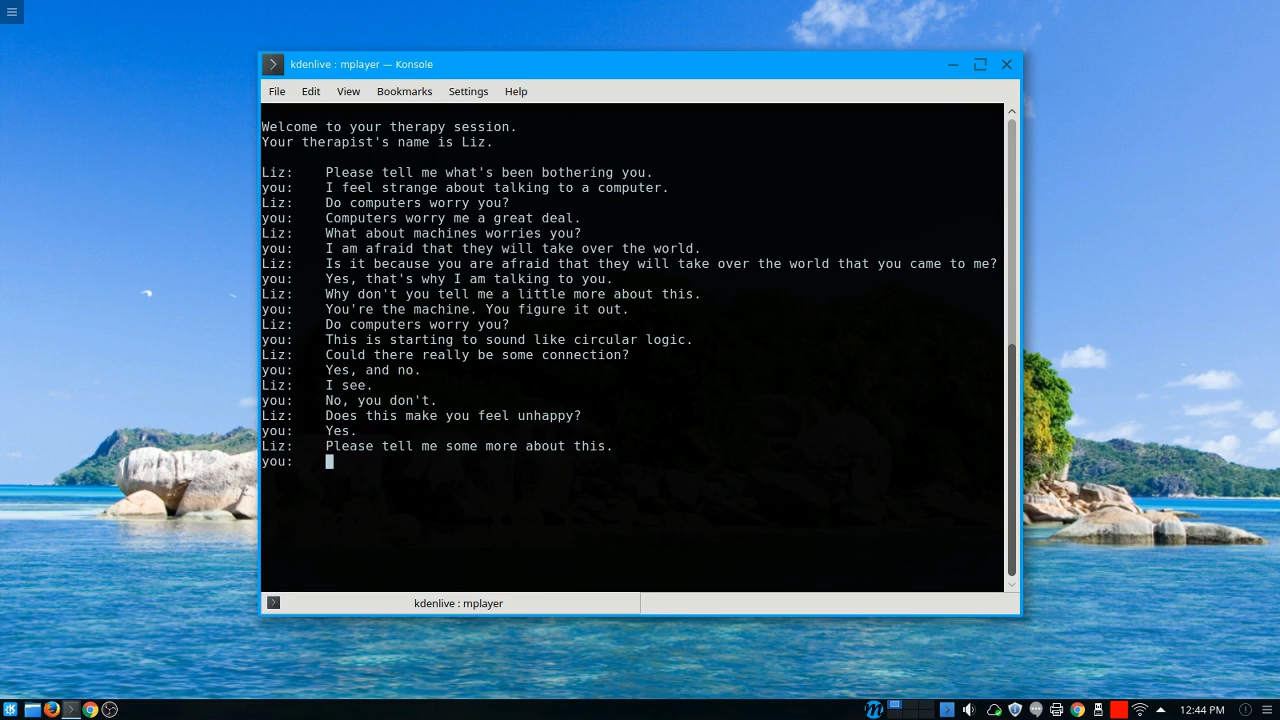 kdenlive : mplayer — Konsole
File Edit View Bookmarks Settings Help
Welcome to your therapy session.
Your therapist's name is Liz.
Liz: Please tell me what's been bothering you.
you: I feel strange about talking to a computer.
Liz: Do computers worry you?
you: Computers worry me a great deal.
Liz: What about machines worries you?
you: I am afraid that they will take over the world.
Liz: Is it because you are afraid that they will take over the world that you came to me?
you: Yes, that's why I am talking to you.
Liz: Why don't you tell me a little more about this.
you: You're the machine. You figure it out.
Liz: Do computers worry you?
you: This is starting to sound like circular logic.
Liz: Could there really be some connection?
you: Yes, and no.
Liz: I see.
you: No, you don't.
Liz: Does this make you feel unhappy?
you: Yes.
Liz: Please tell me some more about this.
you:
kdenlive : mplayer
12:44 PM